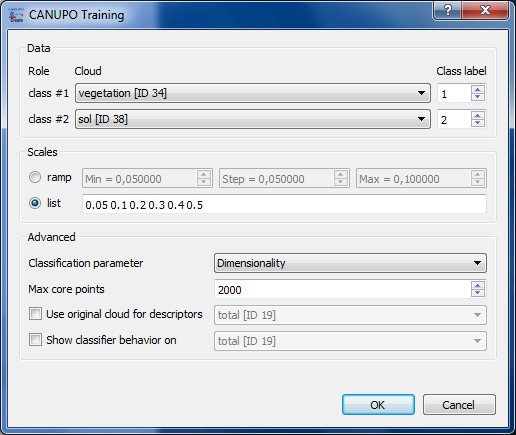 CANUPO Training
Data
Role Cloud Class label
class #1 vegetation [ID 34] 1
class #2 sol [ID 38] 2
Scales
ramp Min = 0,050000 Step = 0,050000 Max = 0,100000
list 0.05 0.1 0.2 0.3 0.4 0.5
Advanced
Classification parameter Dimensionality
Max core points 2000
Use original cloud for descriptors total [ID 19]
Show classifier behavior on total [ID 19]
OK Cancel